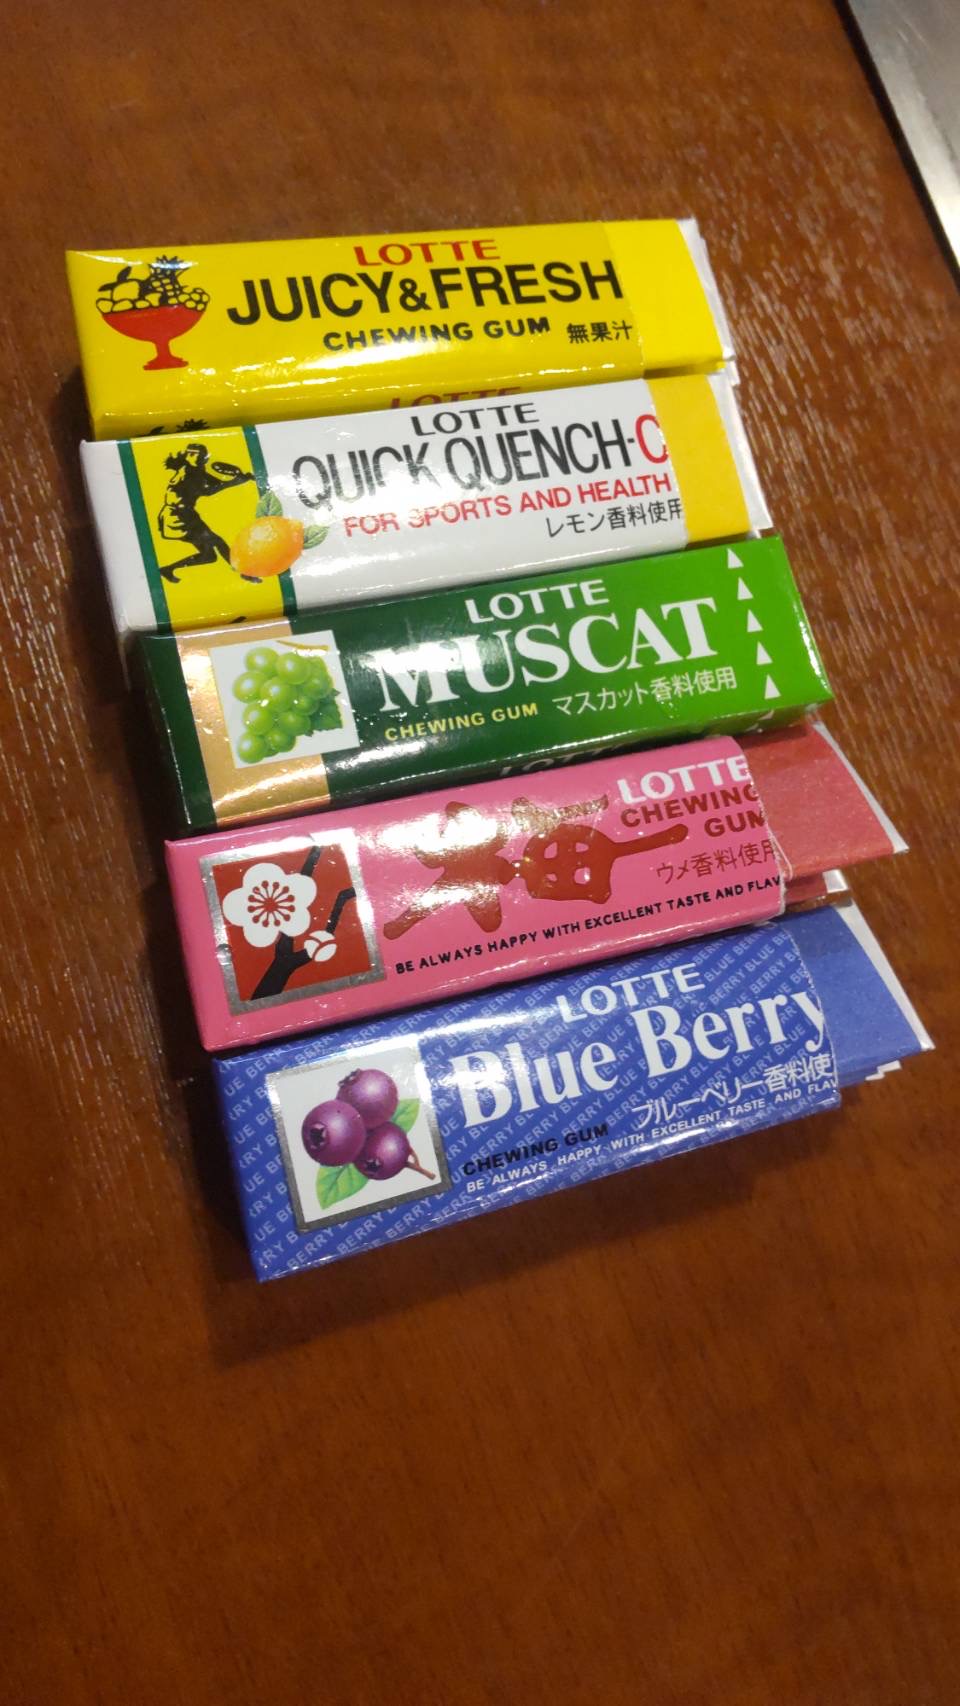 LOTTE
JUICY&FRESH
CHEWING GUM 無果汁
LOTTE
LOTTE
QUICK QUENCH-C
FOR SPORTS AND HEALTH
レモン香料使用
LOTTE
MUSCAT
CHEWING GUM マスカット香料使用
LOTTE
CHEWING
GUM
梅
ウメ香料使用
BE ALWAYS HAPPY WITH EXCELLENT TASTE AND FLAV
LOTTE
Blue Berry
ブルーベリー香料使
CHEWING GUM
BE ALWAYS HAPPY WITH EXCELLENT TASTE AND FLAV